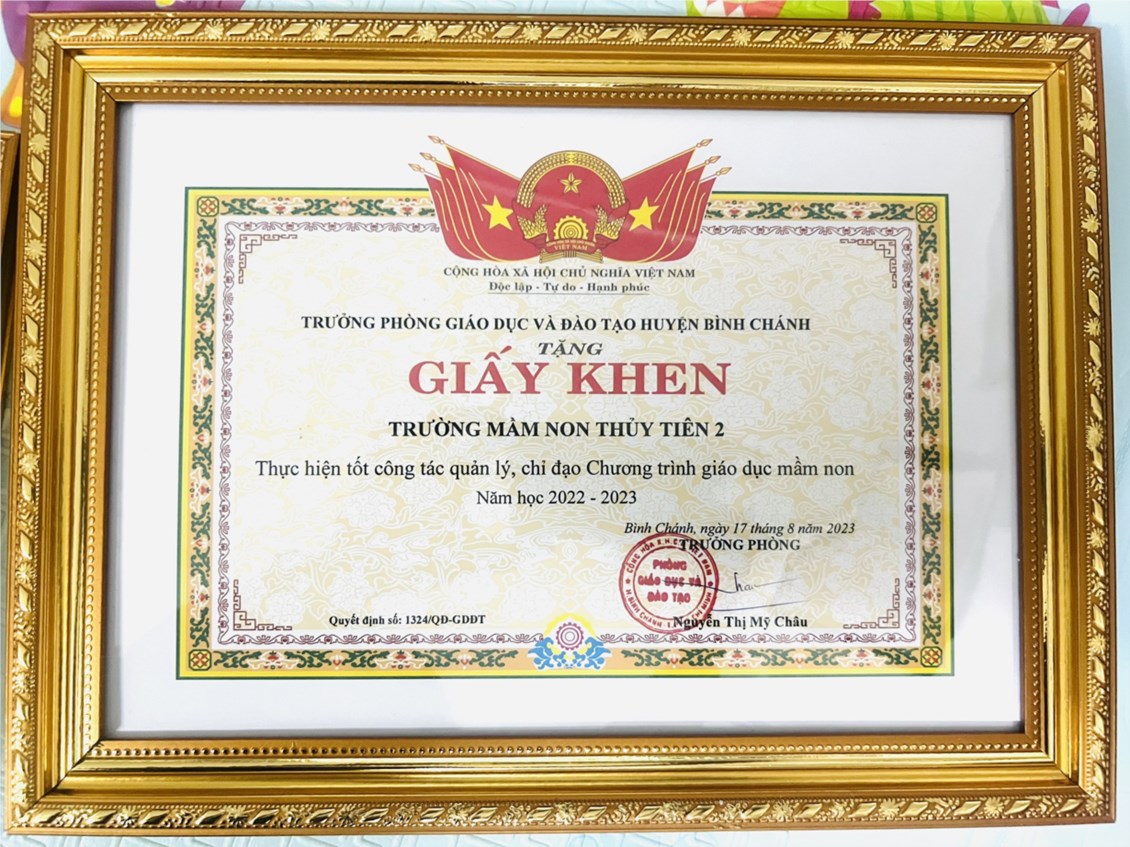 CỘNG HÒA XÃ HỘI CHỦ NGHĨA VIỆT NAM
Độc lập - Tự do - Hạnh phúc
TRƯỞNG PHÒNG GIÁO DỤC VÀ ĐÀO TẠO HUYỆN BÌNH CHÁNH
TẶNG
GIẤY KHEN
TRƯỜNG MẦM NON THỦY TIÊN 2
Thực hiện tốt công tác quản lý, chỉ đạo Chương trình giáo dục mầm non
Năm học 2022 - 2023
Bình Chánh, ngày 17 tháng 8 năm 2023
TRƯỞNG PHÒNG
PHÒNG
GIÁO DỤC VÀ
ĐÀO TẠO
Quyết định số: 1324/QĐ-GDĐT
Nguyễn Thị Mỹ Châu